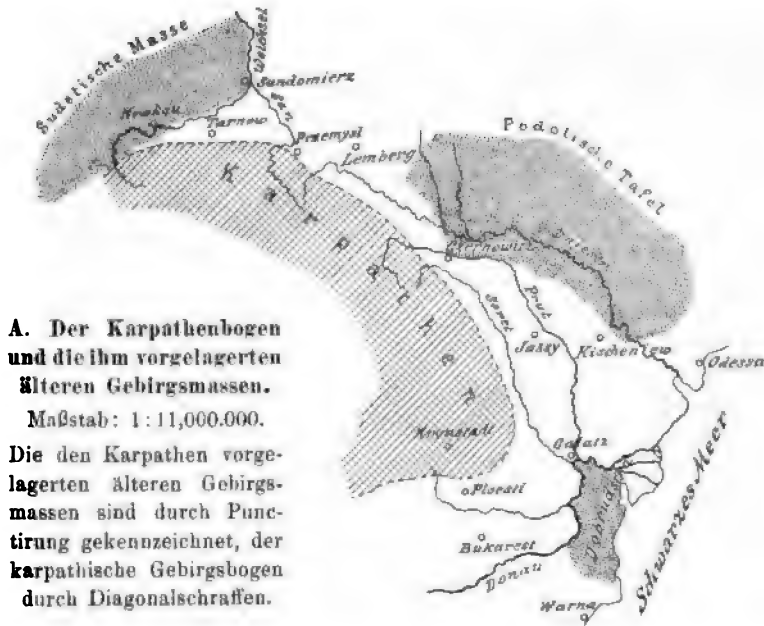 Sudetische Masse
Weichsel
Sandomierz
San
Krakau
Tarnow
Przemysl
Lemberg
Podolische Tafel
Karpathen
Czernowitz
Dniester
Seret
Pruth
Jassy
Kischenew
Odessa
A. Der Karpathenbogen
und die ihm vorgelagerten
älteren Gebirgsmassen.
Maßstab: 1:11,000.000.
Die den Karpathen vorge-
lagerten älteren Gebirgs-
massen sind durch Punc-
tirung gekennzeichnet, der
karpathische Gebirgsbogen
durch Diagonalschraffen.
Kronstadt
Galatz
Ploesti
Dobrudscha
Bukarest
Donau
Warna
Schwarzes Meer